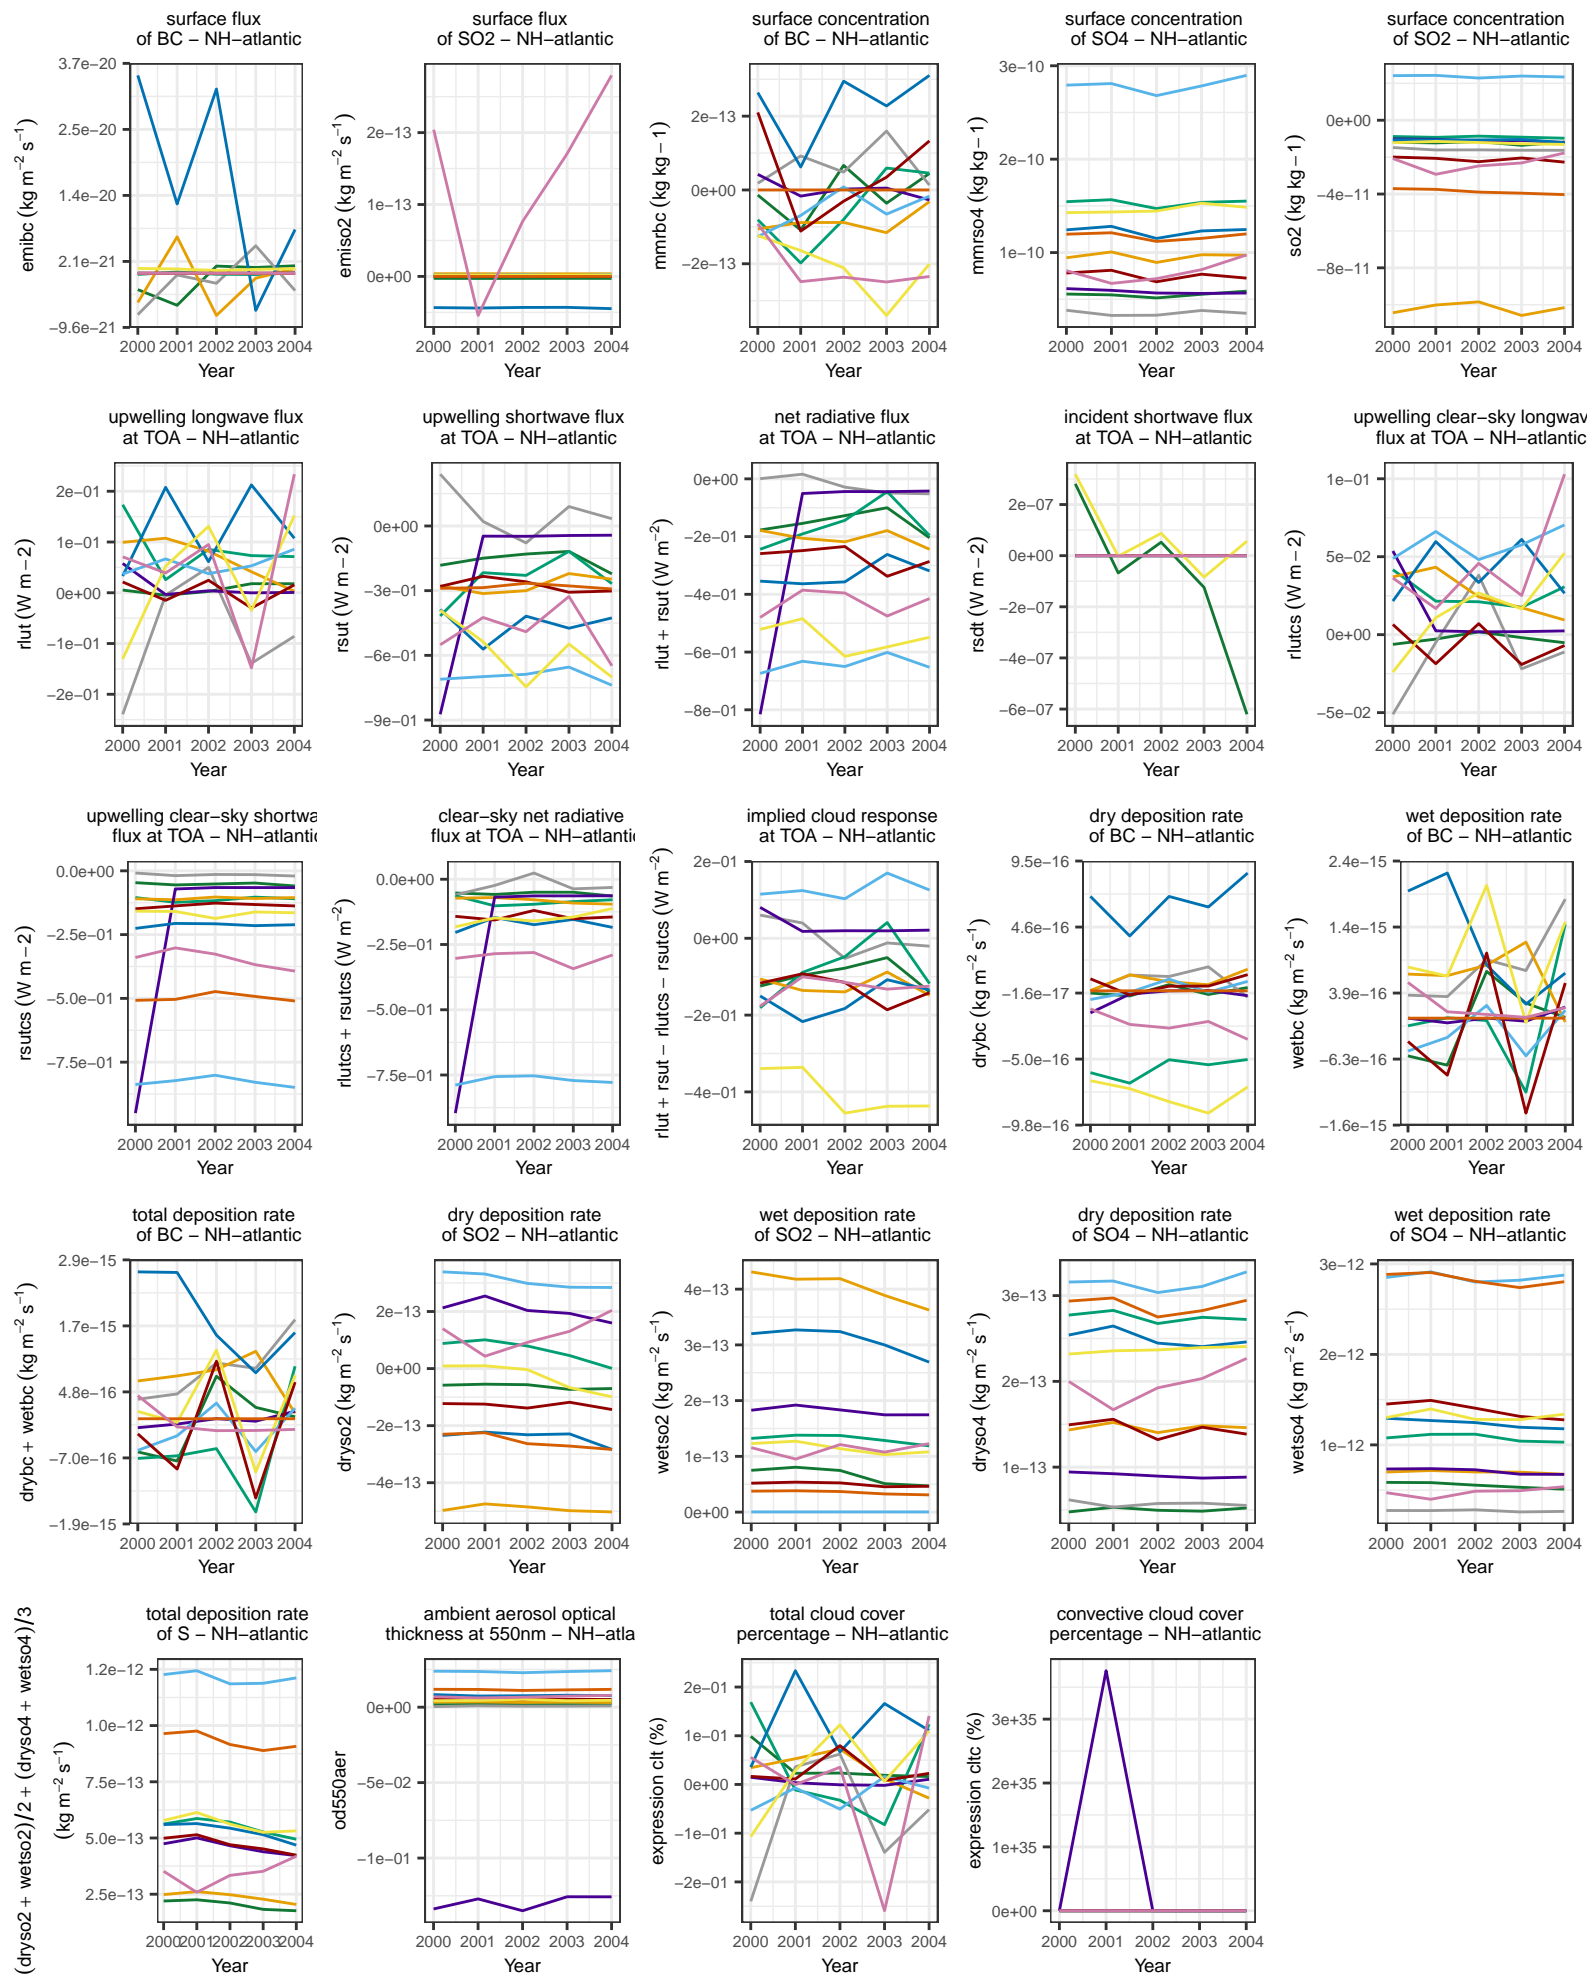 surface flux
of BC − NH−atlantic
emibc (kg m−2 s−1)
3.7e−20
2.5e−20
1.4e−20
2.1e−21
−9.6e−21
2000 2001 2002 2003 2004
Year
surface flux
of SO2 − NH−atlantic
emiso2 (kg m−2 s−1)
2e−13
1e−13
0e+00
2000 2001 2002 2003 2004
Year
surface concentration
of BC − NH−atlantic
mmrbc (kg kg − 1)
2e−13
0e+00
−2e−13
2000 2001 2002 2003 2004
Year
surface concentration
of SO4 − NH−atlantic
mmrso4 (kg kg − 1)
3e−10
2e−10
1e−10
2000 2001 2002 2003 2004
Year
surface concentration
of SO2 − NH−atlantic
so2 (kg kg − 1)
0e+00
−4e−11
−8e−11
2000 2001 2002 2003 2004
Year
upwelling longwave flux
at TOA − NH−atlantic
rlut (W m − 2)
2e−01
1e−01
0e+00
−1e−01
−2e−01
2000 2001 2002 2003 2004
Year
upwelling shortwave flux
at TOA − NH−atlantic
rsut (W m − 2)
0e+00
−3e−01
−6e−01
−9e−01
2000 2001 2002 2003 2004
Year
net radiative flux
at TOA − NH−atlantic
rlut + rsut (W m−2)
0e+00
−2e−01
−4e−01
−6e−01
−8e−01
2000 2001 2002 2003 2004
Year
incident shortwave flux
at TOA − NH−atlantic
rsdt (W m − 2)
2e−07
0e+00
−2e−07
−4e−07
−6e−07
2000 2001 2002 2003 2004
Year
upwelling clear−sky longwav
flux at TOA − NH−atlantic
rlutcs (W m − 2)
1e−01
5e−02
0e+00
−5e−02
2000 2001 2002 2003 2004
Year
upwelling clear−sky shortwa
flux at TOA − NH−atlantic
rsutcs (W m − 2)
0.0e+00
−2.5e−01
−5.0e−01
−7.5e−01
2000 2001 2002 2003 2004
Year
clear−sky net radiative
flux at TOA − NH−atlantic
rlutcs + rsutcs (W m−2)
0.0e+00
−2.5e−01
−5.0e−01
−7.5e−01
2000 2001 2002 2003 2004
Year
implied cloud response
at TOA − NH−atlantic
rlut + rsut − rlutcs − rsutcs (W m−2)
2e−01
0e+00
−2e−01
−4e−01
2000 2001 2002 2003 2004
Year
dry deposition rate
of BC − NH−atlantic
drybc (kg m−2 s−1)
9.5e−16
4.6e−16
−1.6e−17
−5.0e−16
−9.8e−16
2000 2001 2002 2003 2004
Year
wet deposition rate
of BC − NH−atlantic
wetbc (kg m−2 s−1)
2.4e−15
1.4e−15
3.9e−16
−6.3e−16
−1.6e−15
2000 2001 2002 2003 2004
Year
total deposition rate
of BC − NH−atlantic
drybc + wetbc (kg m−2 s−1)
2.9e−15
1.7e−15
4.8e−16
−7.0e−16
−1.9e−15
2000 2001 2002 2003 2004
Year
dry deposition rate
of SO2 − NH−atlantic
dryso2 (kg m−2 s−1)
2e−13
0e+00
−2e−13
−4e−13
2000 2001 2002 2003 2004
Year
wet deposition rate
of SO2 − NH−atlantic
wetso2 (kg m−2 s−1)
4e−13
3e−13
2e−13
1e−13
0e+00
2000 2001 2002 2003 2004
Year
dry deposition rate
of SO4 − NH−atlantic
dryso4 (kg m−2 s−1)
3e−13
2e−13
1e−13
2000 2001 2002 2003 2004
Year
wet deposition rate
of SO4 − NH−atlantic
wetso4 (kg m−2 s−1)
3e−12
2e−12
1e−12
2000 2001 2002 2003 2004
Year
total deposition rate
of S − NH−atlantic
(dryso2 + wetso2)/2 + (dryso4 + wetso4)/3
(kg m−2 s−1)
1.2e−12
1.0e−12
7.5e−13
5.0e−13
2.5e−13
2000 2001 2002 2003 2004
Year
ambient aerosol optical
thickness at 550nm − NH−atla
od550aer
0e+00
−5e−02
−1e−01
2000 2001 2002 2003 2004
Year
total cloud cover
percentage − NH−atlantic
expression clt (%)
2e−01
1e−01
0e+00
−1e−01
−2e−01
2000 2001 2002 2003 2004
Year
convective cloud cover
percentage − NH−atlantic
expression cltc (%)
3e+35
2e+35
1e+35
0e+00
2000 2001 2002 2003 2004
Year